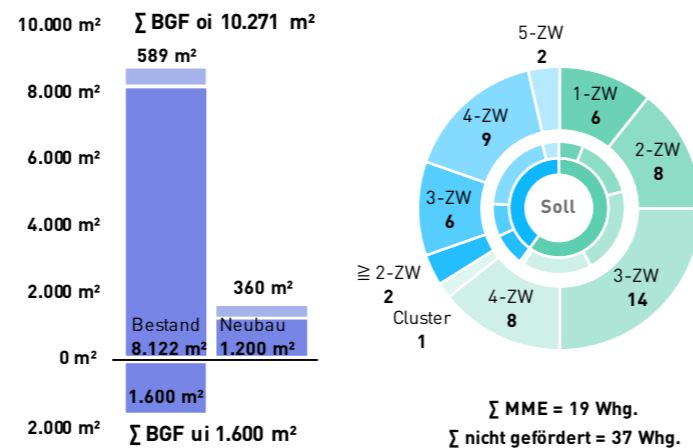 ∑ BGF oi 10.271 m²
10.000 m²
8.000 m²
6.000 m²
4.000 m²
2.000 m²
0 m²
2.000 m²
589 m²
360 m²
Bestand
8.122 m²
Neubau
1.200 m²
1.600 m²
∑ BGF ui 1.600 m²
5-ZW
2
1-ZW
6
2-ZW
8
3-ZW
14
4-ZW
8
Cluster
1
≧ 2-ZW
2
3-ZW
6
4-ZW
9
Soll
∑ MME = 19 Whg.
∑ nicht gefördert = 37 Whg.